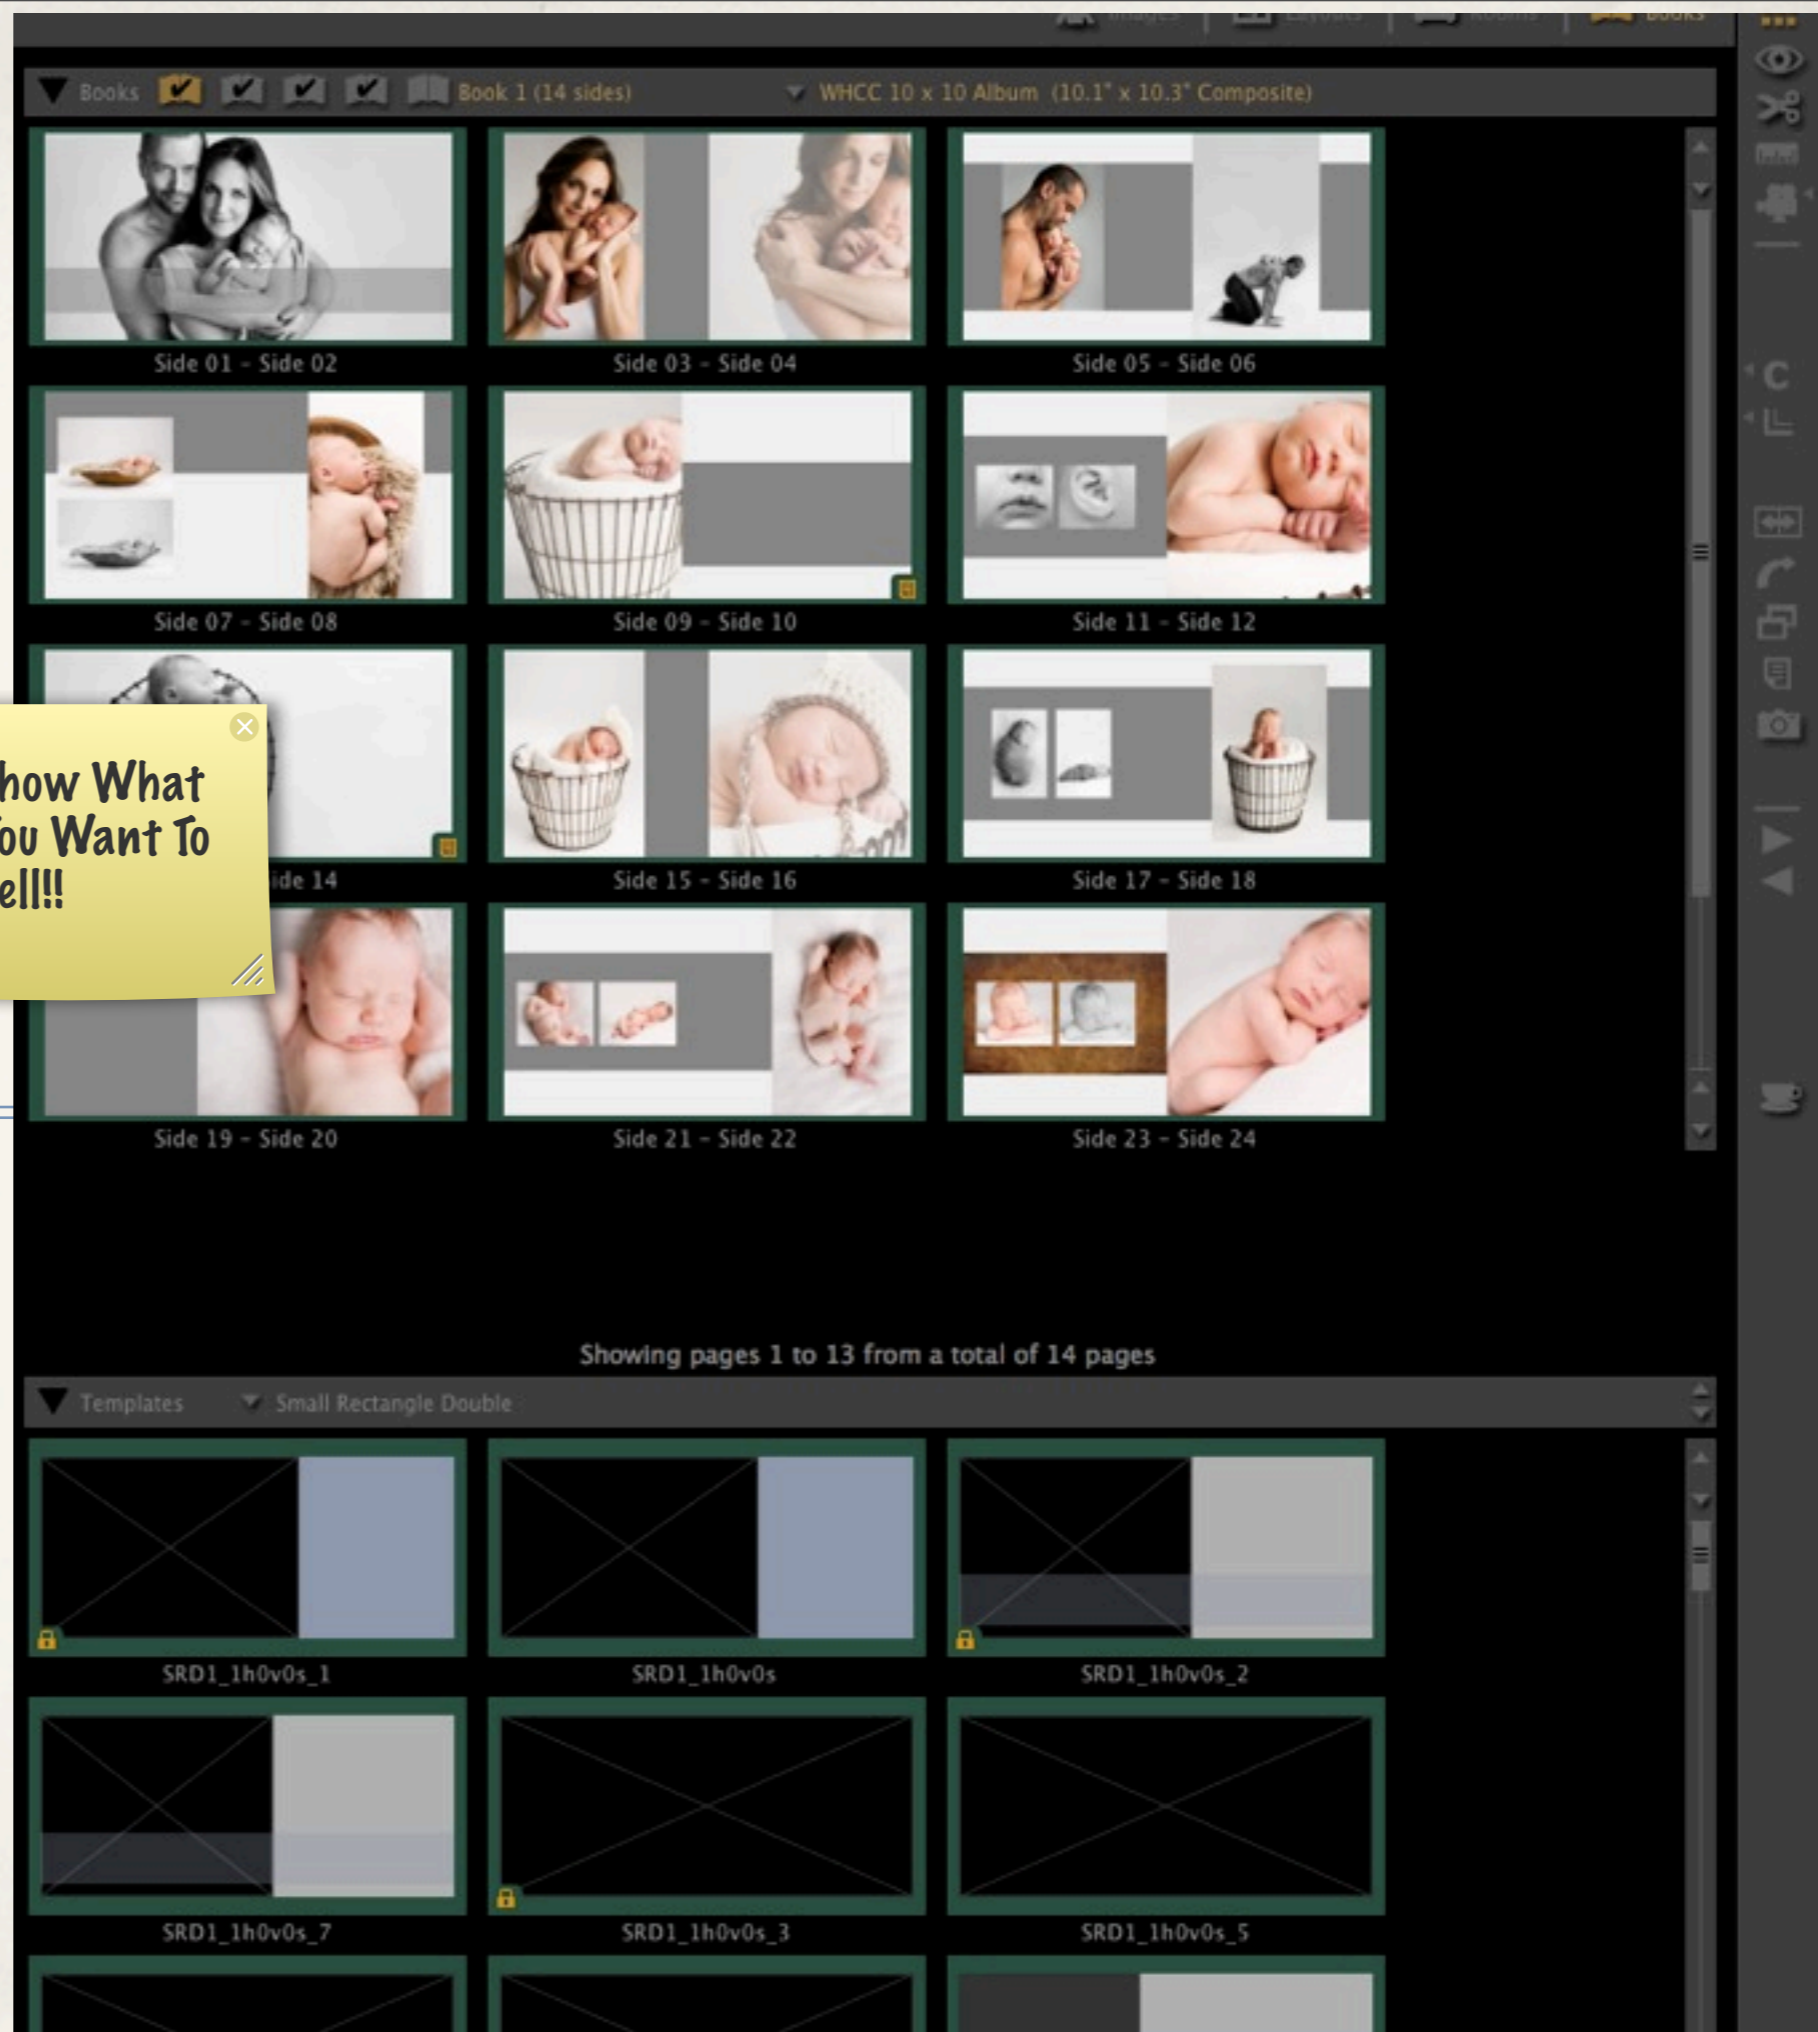 Images
Layouts
Rooms
Books
Books
Book 1 (14 sides)
WHCC 10 x 10 Album (10.1" x 10.3" Composite)
Side 01 - Side 02
Side 03 - Side 04
Side 05 - Side 06
Side 07 - Side 08
Side 09 - Side 10
Side 11 - Side 12
how What
ou Want To
ell!!
ide 14
Side 15 - Side 16
Side 17 - Side 18
Side 19 - Side 20
Side 21 - Side 22
Side 23 - Side 24
Showing pages 1 to 13 from a total of 14 pages
Templates
Small Rectangle Double
SRD1_1h0v0s_1
SRD1_1h0v0s
SRD1_1h0v0s_2
SRD1_1h0v0s_7
SRD1_1h0v0s_3
SRD1_1h0v0s_5
C